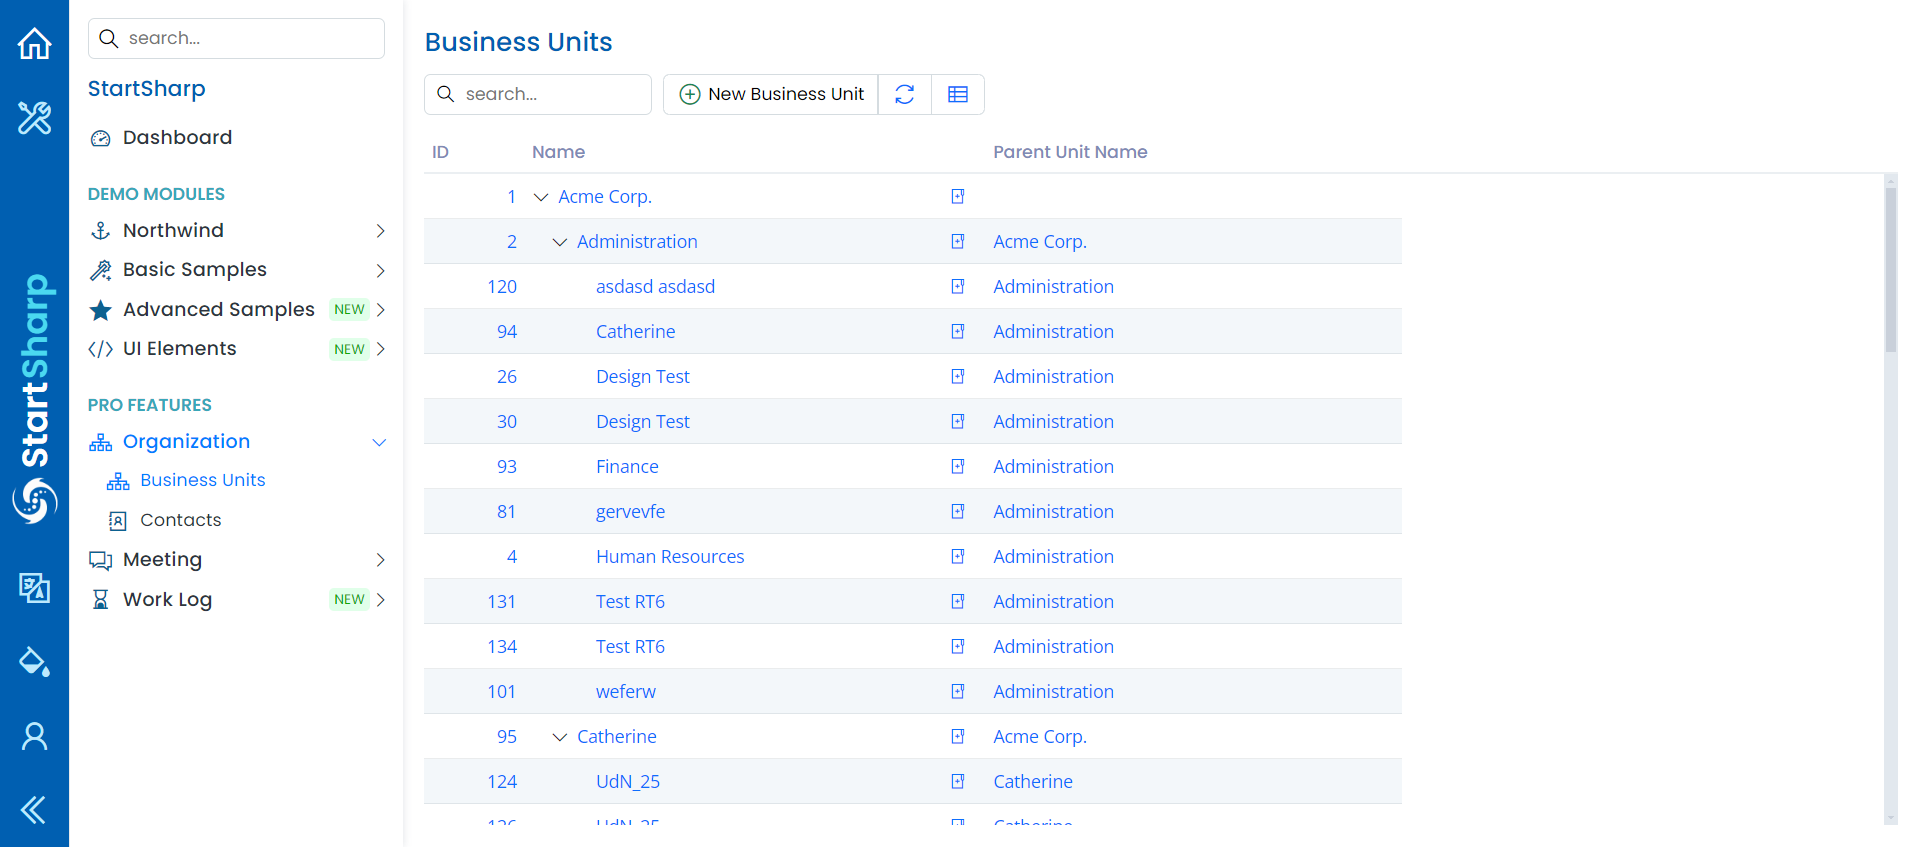 search...
StartSharp
Dashboard
DEMO MODULES
Northwind
Basic Samples
Advanced Samples NEW
UI Elements NEW
PRO FEATURES
Organization
Business Units
Contacts
Meeting
Work Log NEW
StartSharp
Business Units
search...
New Business Unit
ID Name Parent Unit Name
1 Acme Corp.
2 Administration Acme Corp.
120 asdasd asdasd Administration
94 Catherine Administration
26 Design Test Administration
30 Design Test Administration
93 Finance Administration
81 gervevfe Administration
4 Human Resources Administration
131 Test RT6 Administration
134 Test RT6 Administration
101 weferw Administration
95 Catherine Acme Corp.
124 UdN_25 Catherine
126 UdN_25 Catherine